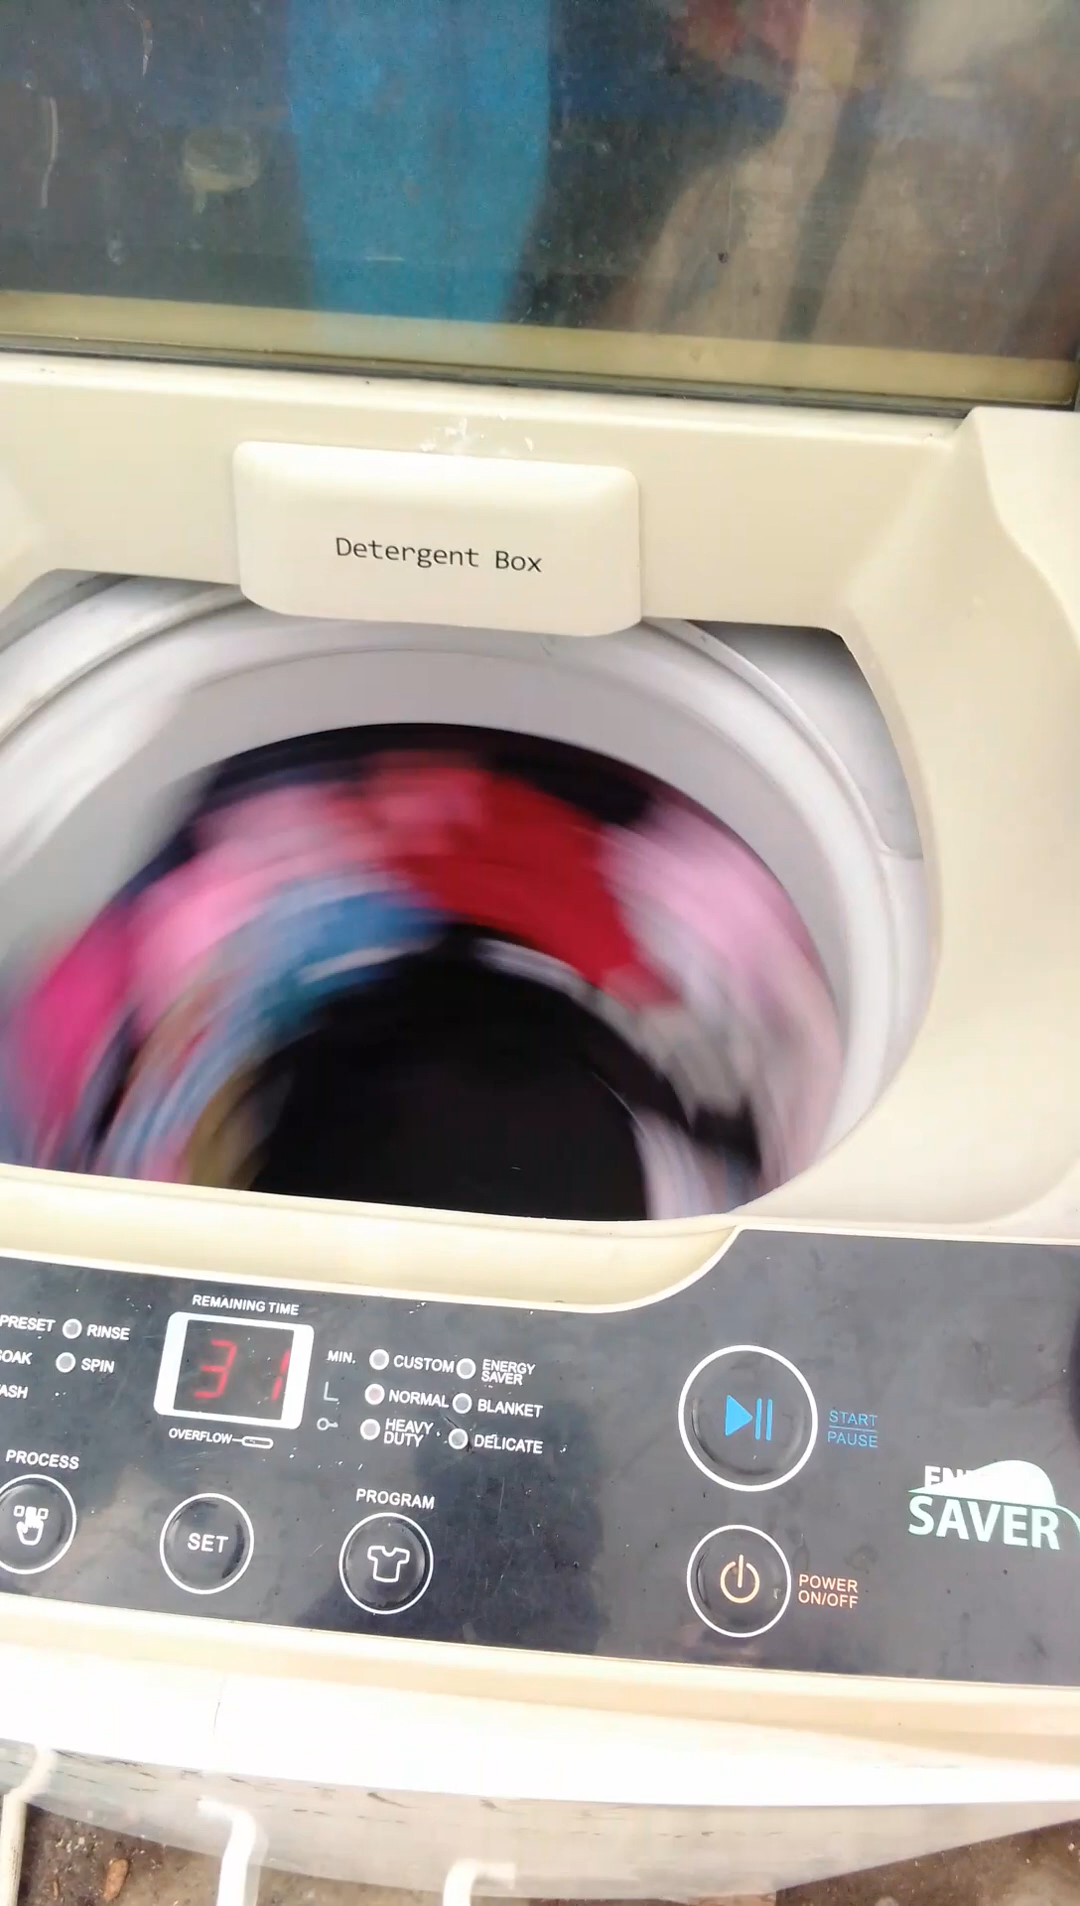 Detergent Box
REMAINING TIME
PRESET
RINSE
SPIN
31
MIN.
L
CUSTOM
ENERGY
SAVER
NORMAL
BLANKET
HEAVY
DUTY
DELICATE
OVERFLOW
PROCESS
SET
PROGRAM
START
PAUSE
POWER
ON/OFF
SAVER